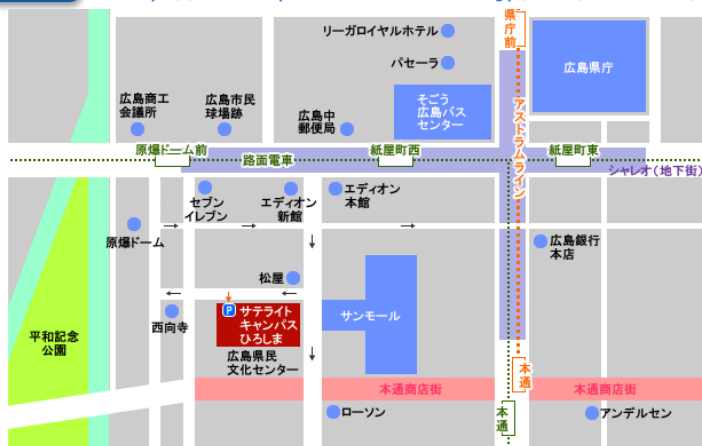 リーガロイヤルホテル
県庁前
パセーラ
広島県庁
そごう
広島バス
センター
アストラムライン
広島商工
会議所
広島市民
球場跡
広島中
郵便局
原爆ドーム前
路面電車
紙屋町西
紙屋町東
シャレオ(地下街)
セブン
イレブン
エディオン
新館
エディオン
本館
原爆ドーム
広島銀行
本店
松屋
P
サテライト
キャンパス
ひろしま
サンモール
西向寺
平和記念
公園
広島県民
文化センター
本通
本通商店街
本通商店街
ローソン
本通
アンデルセン